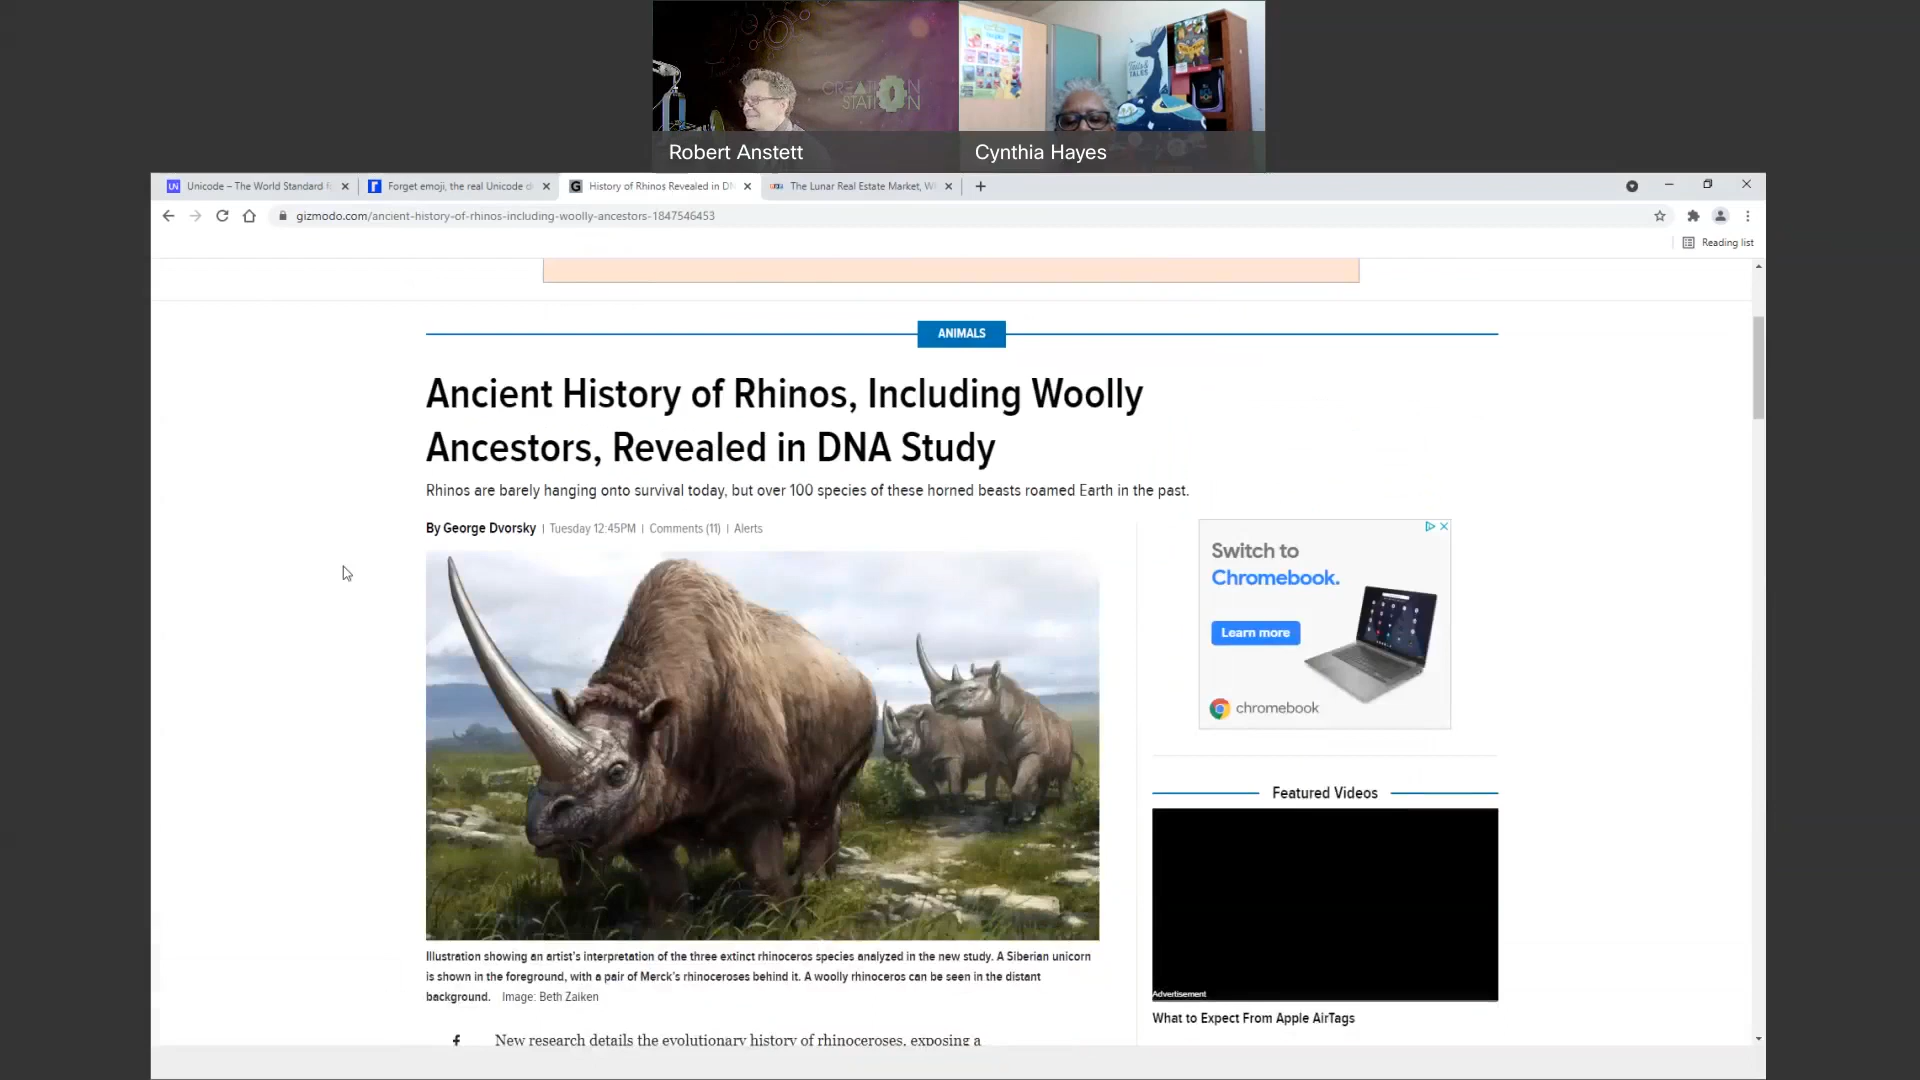 CREATION
STATION
Tails &
TALES
Robert Anstett
Cynthia Hayes
Unicode – The World Standard f
Forget emoji, the real Unicode d
History of Rhinos Revealed in DN
The Lunar Real Estate Market, W
gizmodo.com/ancient-history-of-rhinos-including-woolly-ancestors-1847546453
Reading list
ANIMALS
Ancient History of Rhinos, Including Woolly
Ancestors, Revealed in DNA Study
Rhinos are barely hanging onto survival today, but over 100 species of these horned beasts roamed Earth in the past.
By George Dvorsky | Tuesday 12:45PM | Comments (11) | Alerts
Switch to
Chromebook.
Learn more
chromebook
Illustration showing an artist's interpretation of the three extinct rhinoceros species analyzed in the new study. A Siberian unicorn
is shown in the foreground, with a pair of Merck's rhinoceroses behind it. A woolly rhinoceros can be seen in the distant
background. Image: Beth Zaiken
Featured Videos
Advertisement
What to Expect From Apple AirTags
New research details the evolutionary history of rhinoceroses, exposing a